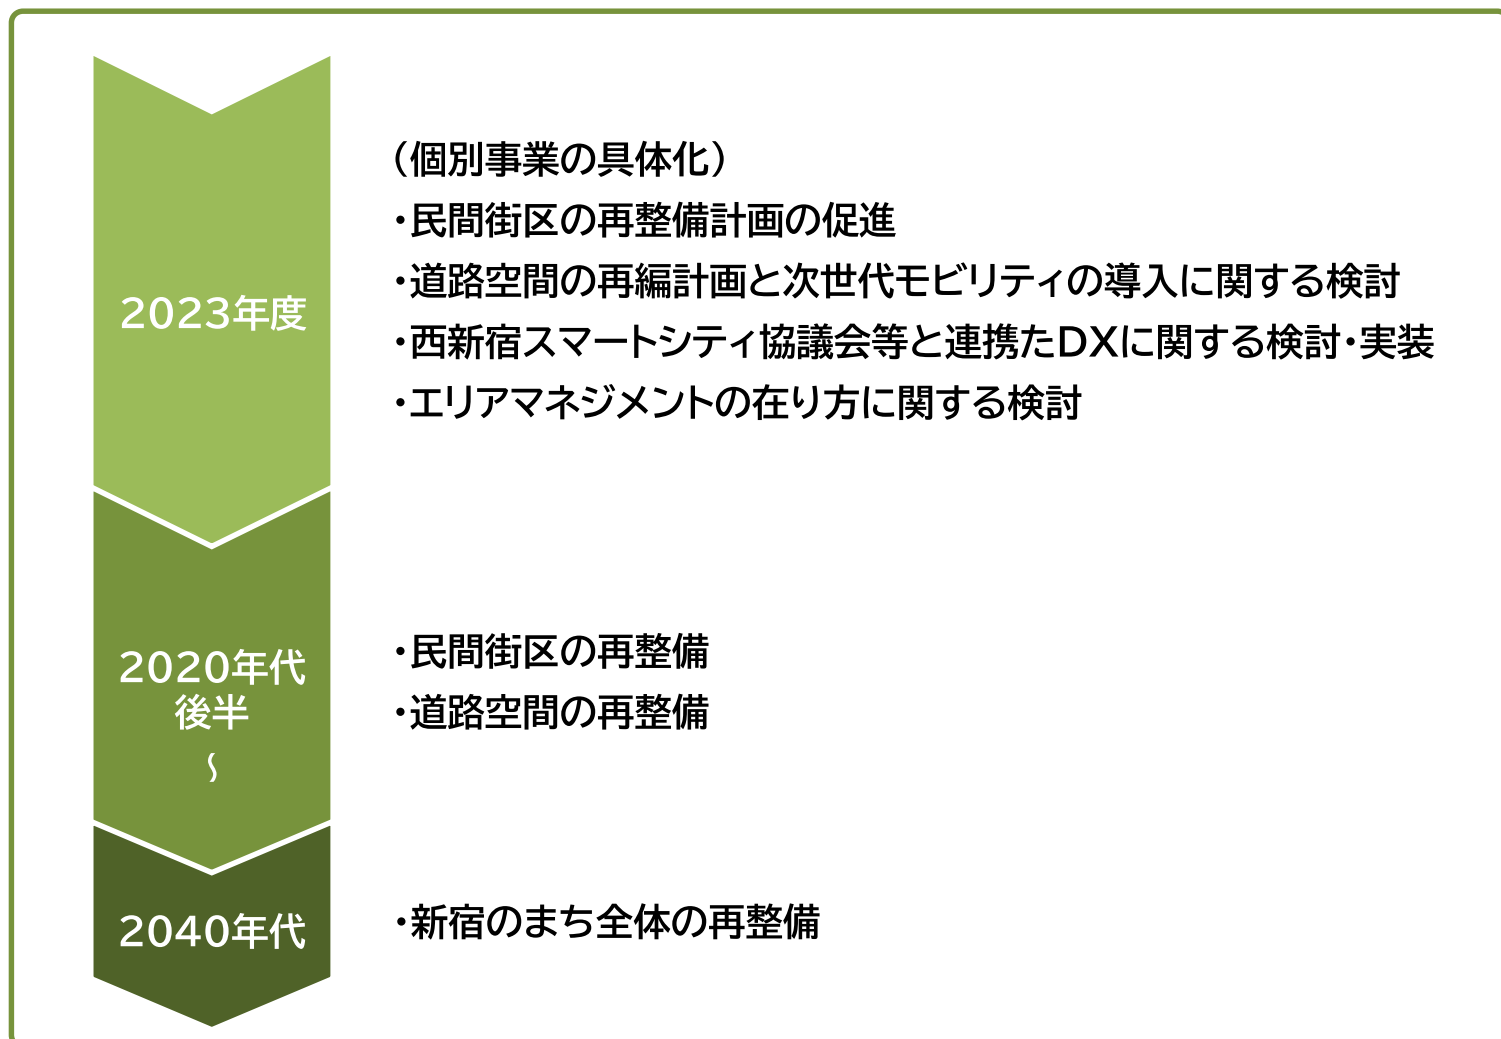 2023年度
(個別事業の具体化)
・民間街区の再整備計画の促進
・道路空間の再編計画と次世代モビリティの導入に関する検討
・西新宿スマートシティ協議会等と連携たDXに関する検討・実装
・エリアマネジメントの在り方に関する検討
2020年代
後半
~
・民間街区の再整備
・道路空間の再整備
2040年代
・新宿のまち全体の再整備